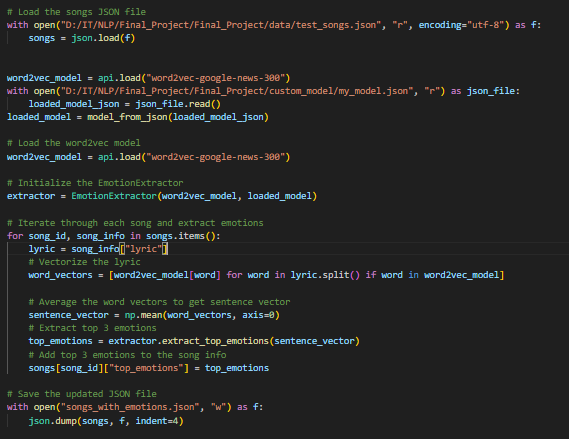 # Load the songs JSON file
with open("D:/IT/NLP/Final_Project/Final_Project/data/test_songs.json", "r", encoding="utf-8") as f:
    songs = json.load(f)
word2vec_model = api.load("word2vec-google-news-300")
with open("D:/IT/NLP/Final_Project/Final_Project/custom_model/my_model.json", "r") as json_file:
    loaded_model_json = json_file.read()
loaded_model = model_from_json(loaded_model_json)
# Load the word2vec model
word2vec_model = api.load("word2vec-google-news-300")
# Initialize the EmotionExtractor
extractor = EmotionExtractor(word2vec_model, loaded_model)
# Iterate through each song and extract emotions
for song_id, song_info in songs.items():
    lyric = song_info["lyric"]
    # Vectorize the lyric
    word_vectors = [word2vec_model[word] for word in lyric.split() if word in word2vec_model]
    # Average the word vectors to get sentence vector
    sentence_vector = np.mean(word_vectors, axis=0)
    # Extract top 3 emotions
    top_emotions = extractor.extract_top_emotions(sentence_vector)
    # Add top 3 emotions to the song info
    songs[song_id]["top_emotions"] = top_emotions
# Save the updated JSON file
with open("songs_with_emotions.json", "w") as f:
    json.dump(songs, f, indent=4)